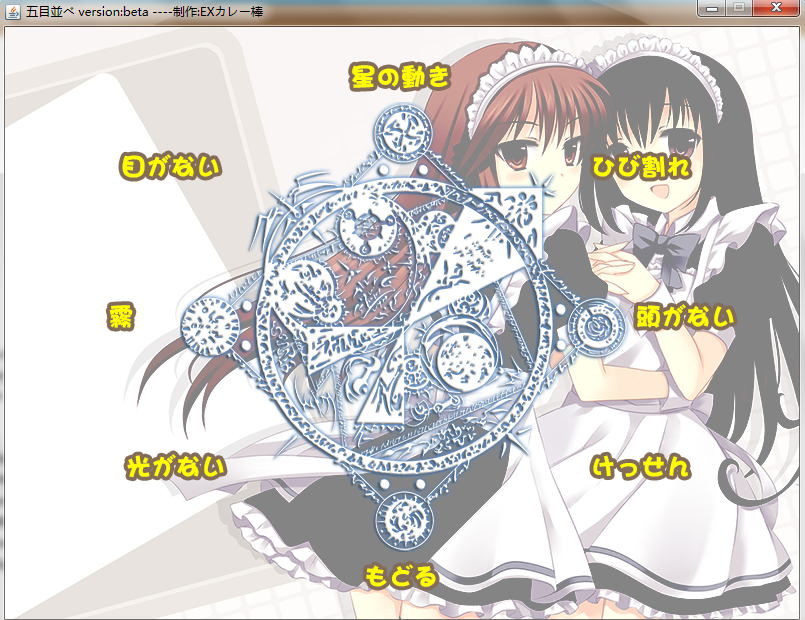 五目並べ version:beta ----制作:EXカレー棒
星の動き
目がない
ひび割れ
霧
頭がない
光がない
けっせん
もどる